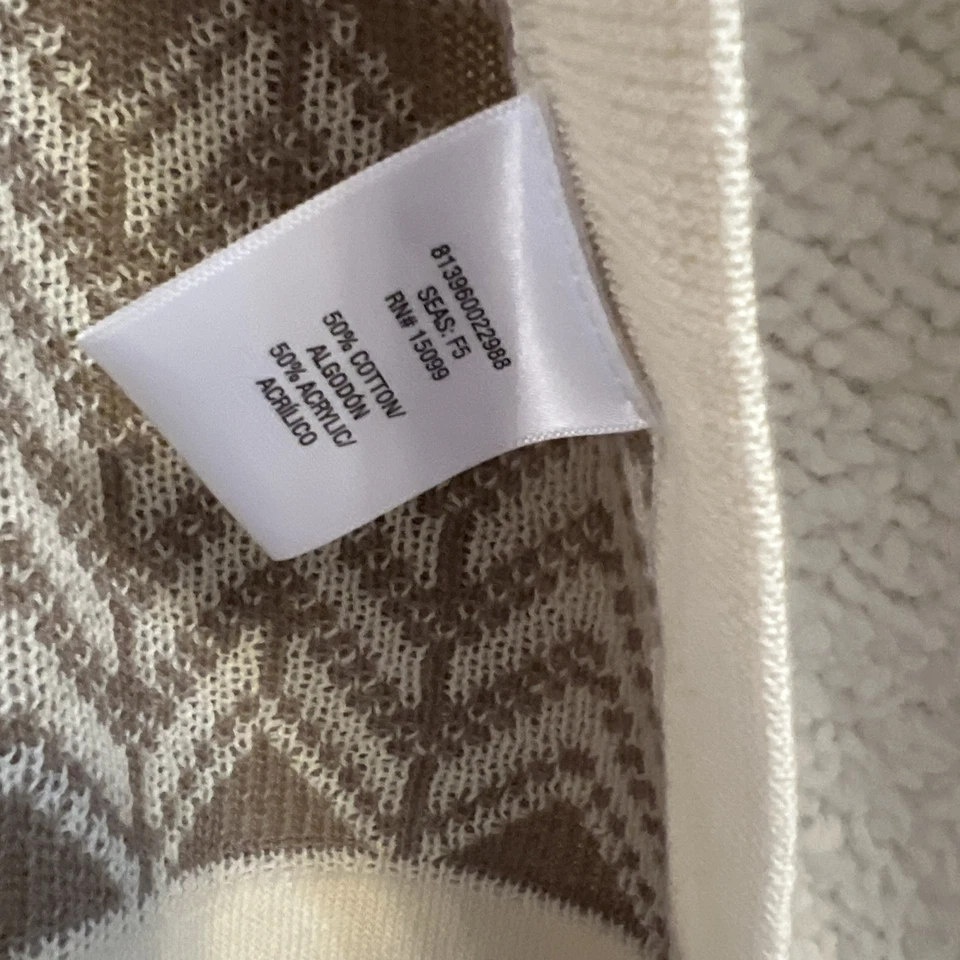 813960022988
SEAS: F5
RN# 15099
50% COTTON/
ALGODÓN
50% ACRYLIC/
ACRÍLICO